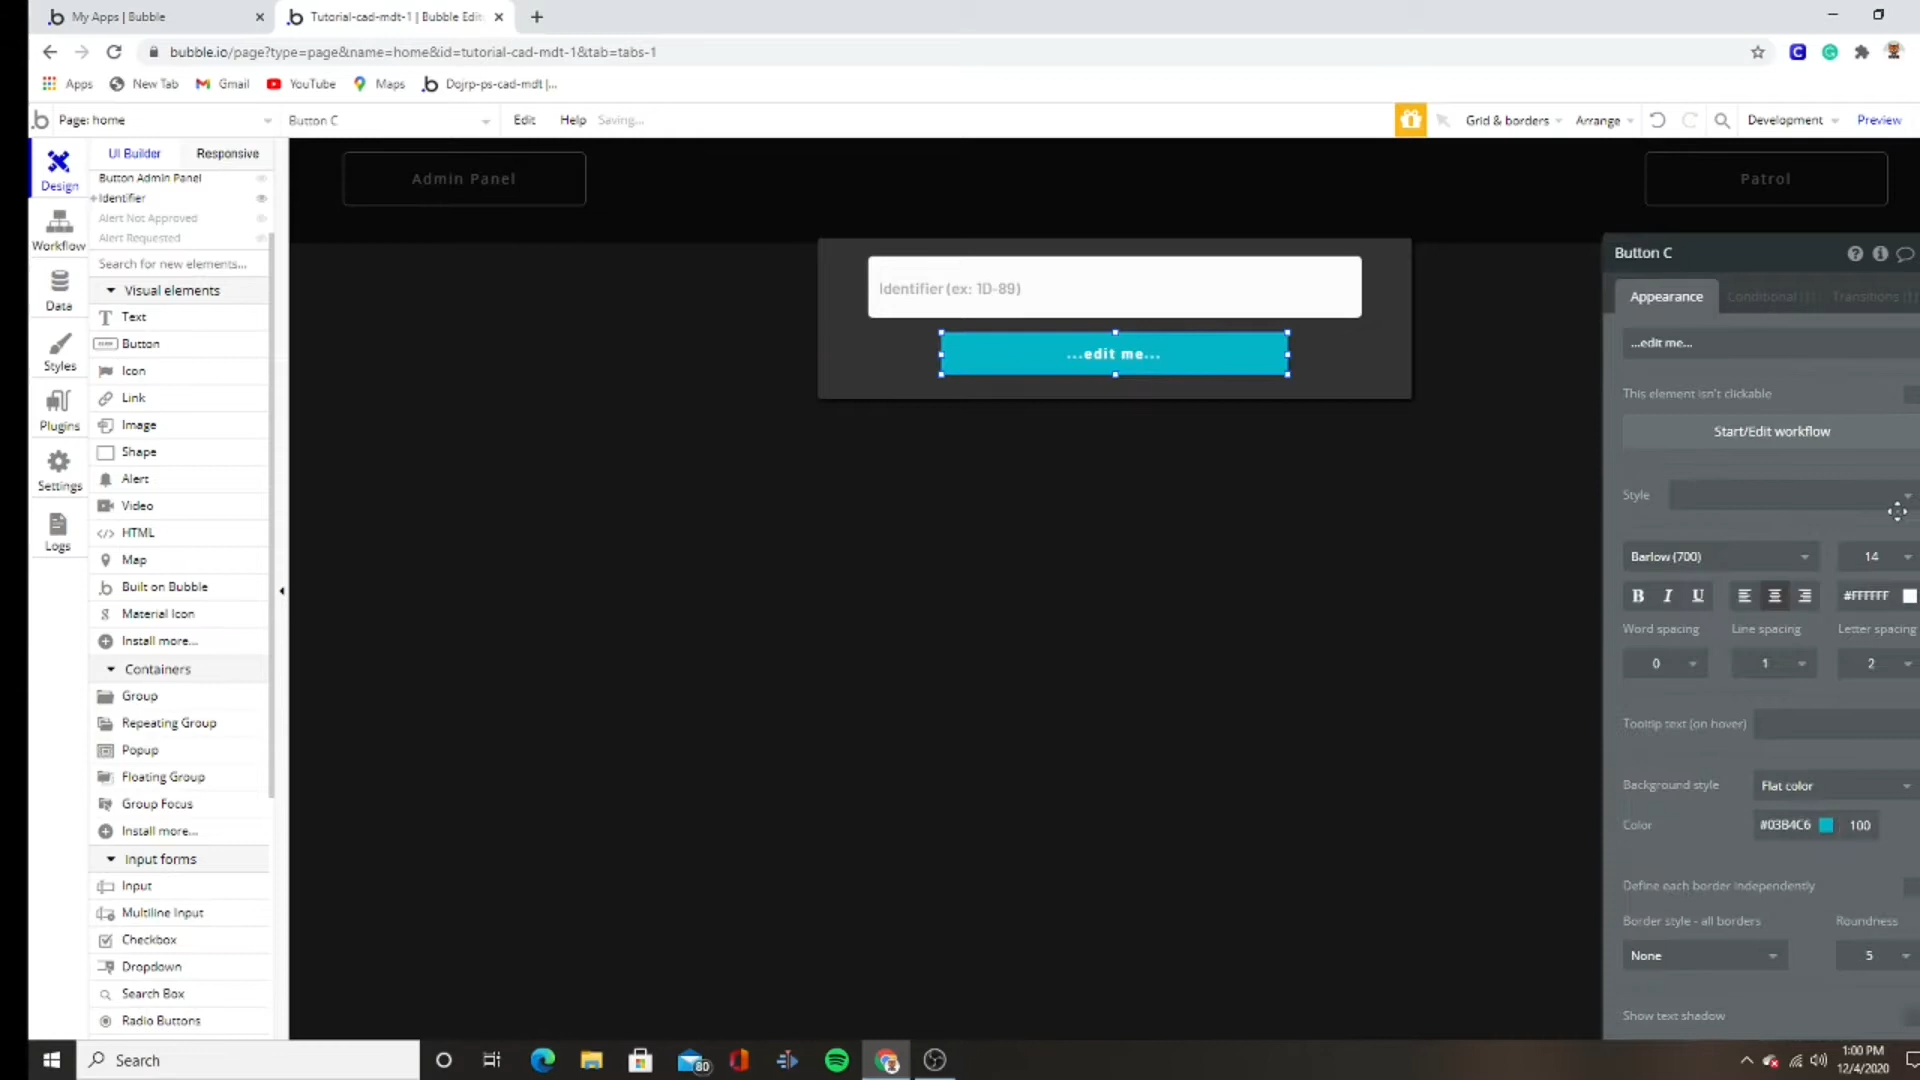 My Apps | Bubble
Tutorial-cad-mdt-1 | Bubble Edit
bubble.io/page?type=page&name=home&id=tutorial-cad-mdt-1&tab=tabs-1
Apps New Tab Gmail YouTube Maps Dojrp-ps-cad-mdt |...
Page: home Button C Edit Help Saving... Grid & borders Arrange Development Preview
UI Builder Responsive
Design
Workflow
Data
Styles
Plugins
Settings
Logs
Button Admin Panel
Identifier
Alert Not Approved
Alert Requested
Search for new elements...
Visual elements
Text
Button
Icon
Link
Image
Shape
Alert
Video
HTML
Map
Built on Bubble
Material Icon
Install more...
Containers
Group
Repeating Group
Popup
Floating Group
Group Focus
Install more...
Input forms
Input
Multiline Input
Checkbox
Dropdown
Search Box
Radio Buttons
Admin Panel
Patrol
Identifier (ex: 1D-89)
...edit me...
Button C
Appearance Conditional (1) Transitions (1)
...edit me...
This element isn't clickable
Start/Edit workflow
Style
Barlow (700) 14
B I U #FFFFFF
Word spacing Line spacing Letter spacing
0 1 2
Tooltip text (on hover)
Background style Flat color
Color #03B4C6 100
Define each border independently
Border style - all borders Roundness
None 5
Show text shadow
Search
80
1:00 PM
12/4/2020